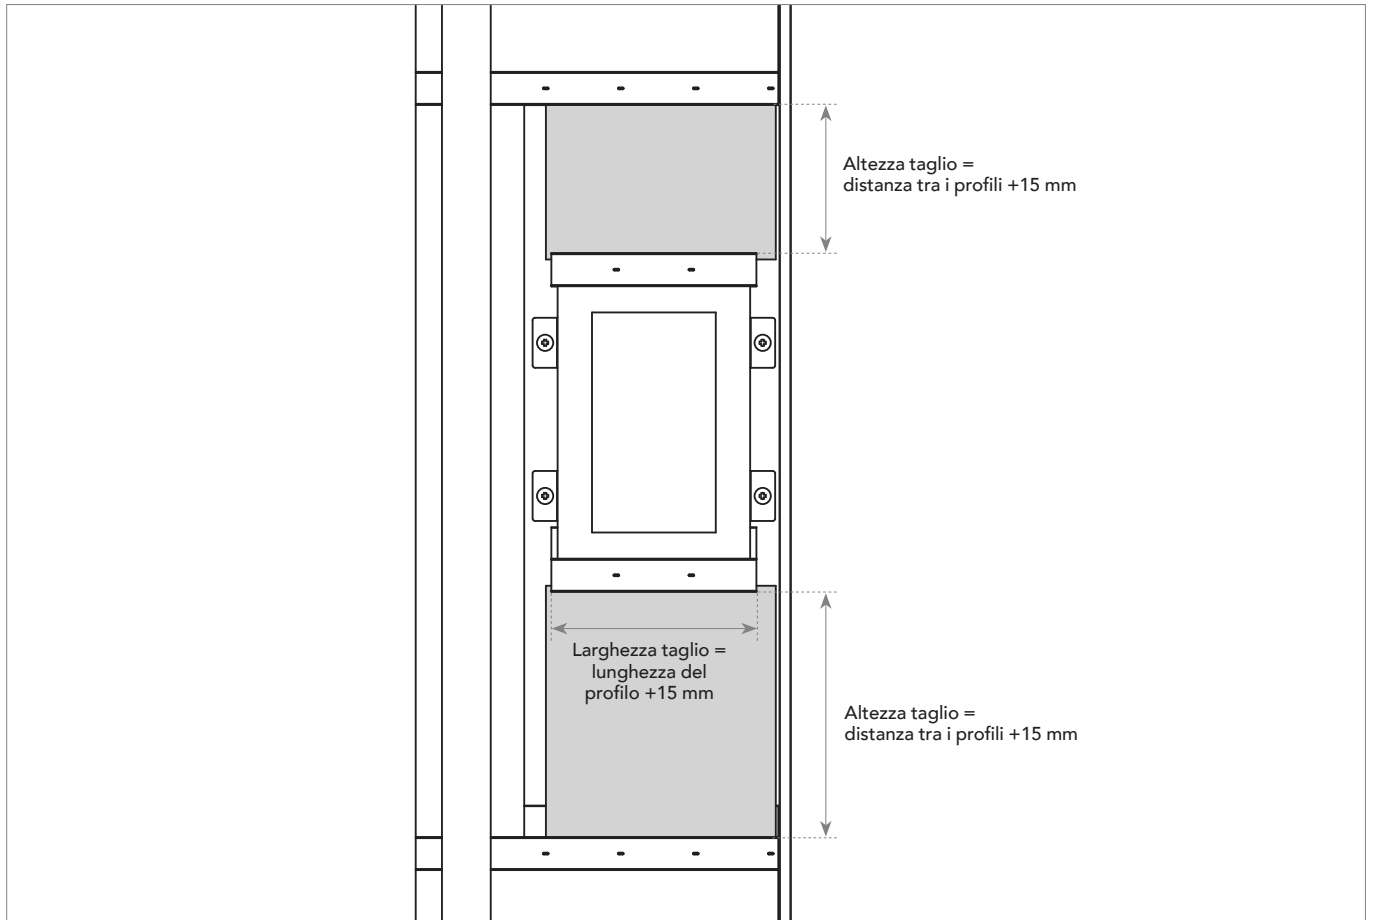 Altezza taglio =
distanza tra i profili +15 mm
Larghezza taglio =
lunghezza del
profilo +15 mm
Altezza taglio =
distanza tra i profili +15 mm